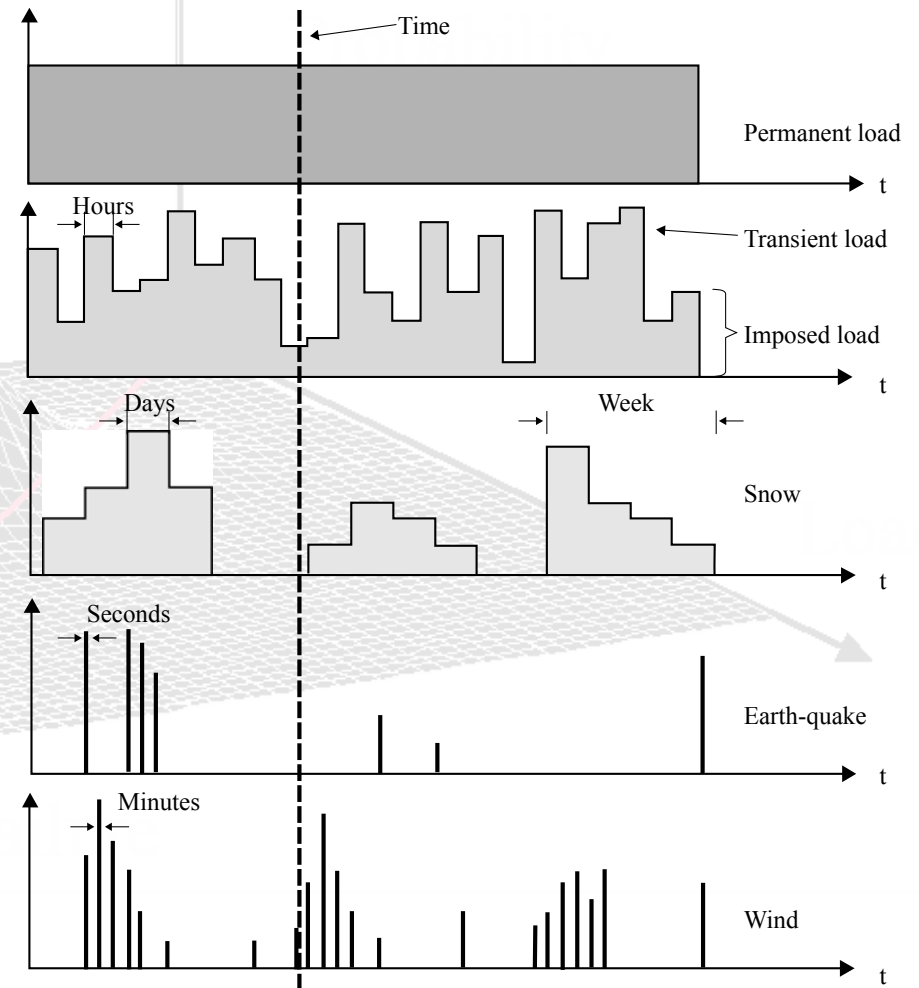 Time
Permanent load
t
Hours
Transient load
Imposed load
t
Days
Week
Snow
t
Seconds
Earth-quake
t
Minutes
Wind
t